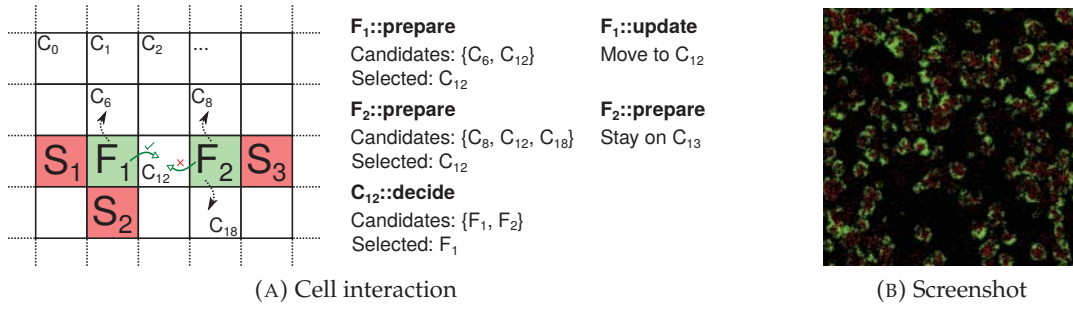 C₀ C₁ C₂ ...
C₆ C₈
S₁ F₁ C₁₂ F₂ S₃
S₂ C₁₈
F₁::prepare
Candidates: {C₆, C₁₂}
Selected: C₁₂
F₂::prepare
Candidates: {C₈, C₁₂, C₁₈}
Selected: C₁₂
C₁₂::decide
Candidates: {F₁, F₂}
Selected: F₁
F₁::update
Move to C₁₂
F₂::prepare
Stay on C₁₃
(A) Cell interaction
(B) Screenshot